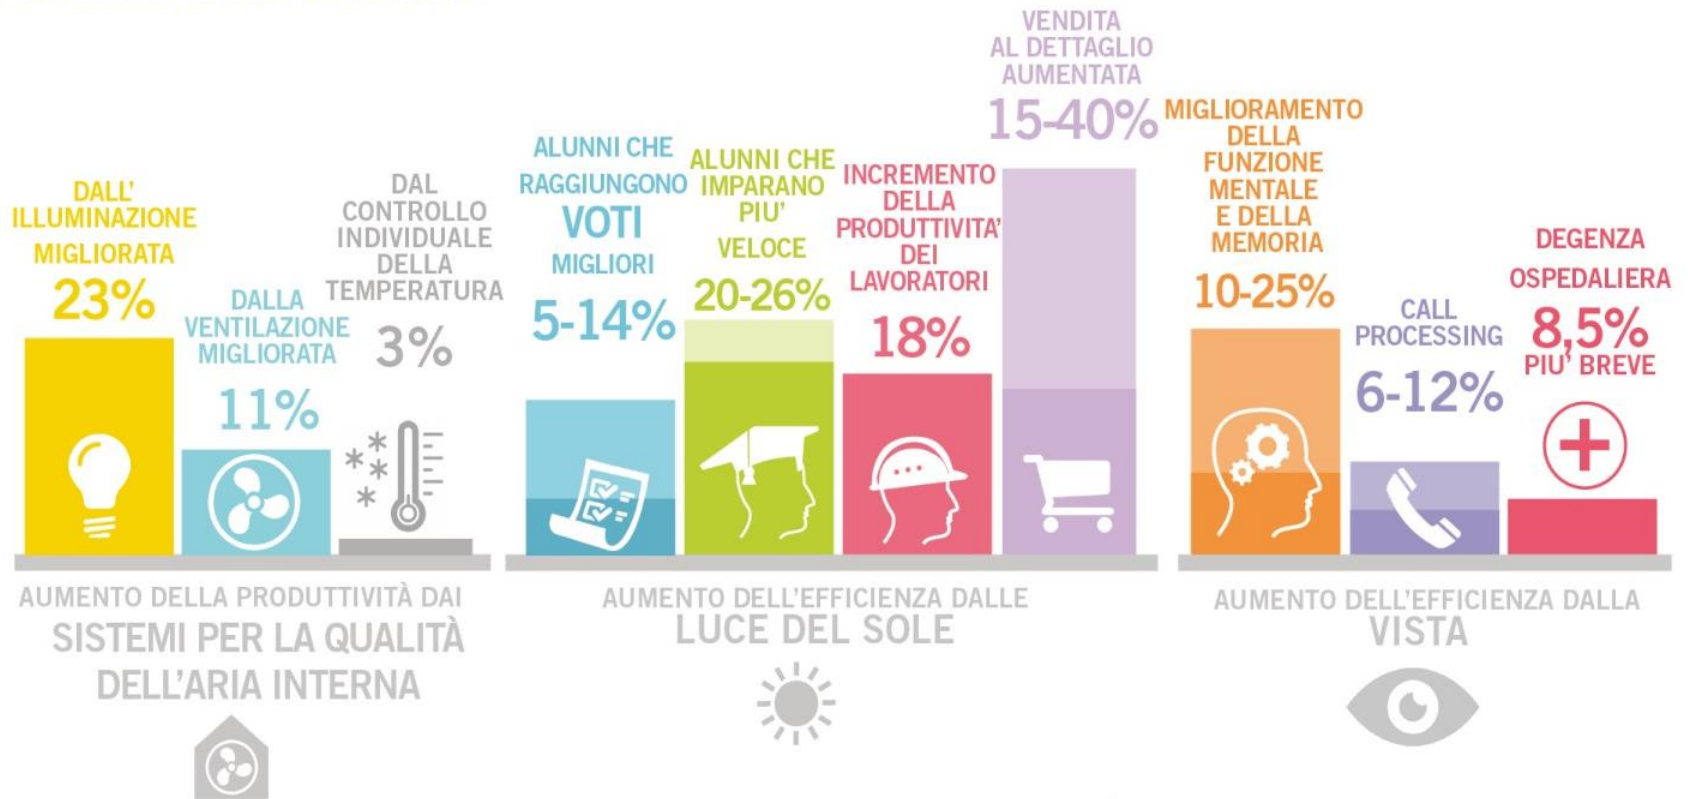 DALL'
ILLUMINAZIONE
MIGLIORATA
23%
DALLA
VENTILAZIONE
MIGLIORATA
11%
DAL
CONTROLLO
INDIVIDUALE
DELLA
TEMPERATURA
3%
AUMENTO DELLA PRODUTTIVITÀ DAI
SISTEMI PER LA QUALITÀ
DELL'ARIA INTERNA
ALUNNI CHE
RAGGIUNGONO
VOTI
MIGLIORI
5-14%
ALUNNI CHE
IMPARANO
PIU'
VELOCE
20-26%
INCREMENTO
DELLA
PRODUTTIVITA'
DEI
LAVORATORI
18%
VENDITA
AL DETTAGLIO
AUMENTATA
15-40%
AUMENTO DELL'EFFICIENZA DALLE
LUCE DEL SOLE
MIGLIORAMENTO
DELLA
FUNZIONE
MENTALE
E DELLA
MEMORIA
10-25%
CALL
PROCESSING
6-12%
DEGENZA
OSPEDALIERA
8,5%
PIU' BREVE
AUMENTO DELL'EFFICIENZA DALLA
VISTA